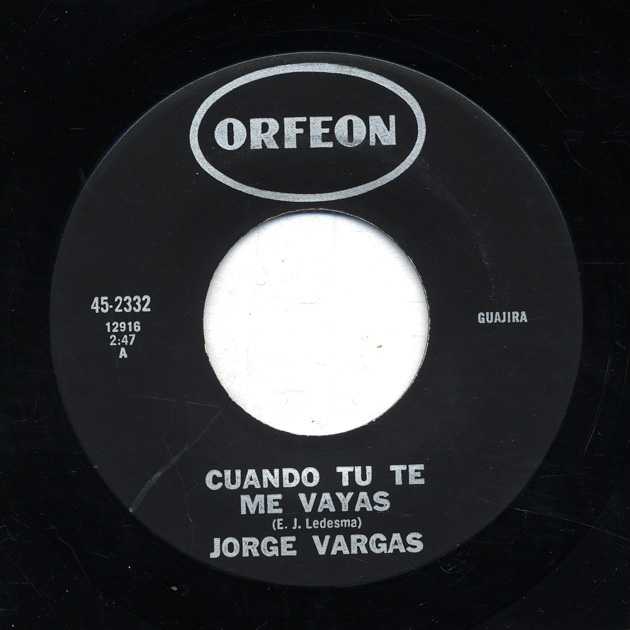 ORFEON
45-2332
12916
2:47
A
GUAJIRA
CUANDO TU TE
ME VAYAS
(E. J. Ledesma)
JORGE VARGAS